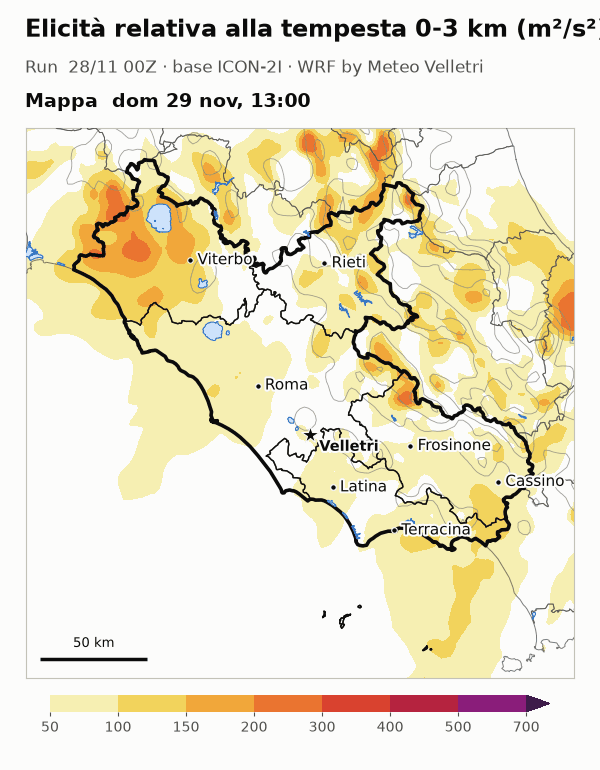 Elicità relativa alla tempesta 0-3 km (m²/s²)
Run  28/11 00Z · base ICON-2I · WRF by Meteo Velletri
Mappa  dom 29 nov, 13:00
Viterbo
Rieti
Roma
Velletri
Frosinone
Cassino
Latina
Terracina
50 km
50 100 150 200 300 400 500 700